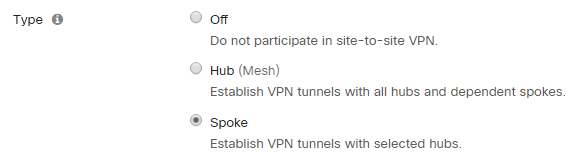 Type
Off
Do not participate in site-to-site VPN.
Hub (Mesh)
Establish VPN tunnels with all hubs and dependent spokes.
Spoke
Establish VPN tunnels with selected hubs.